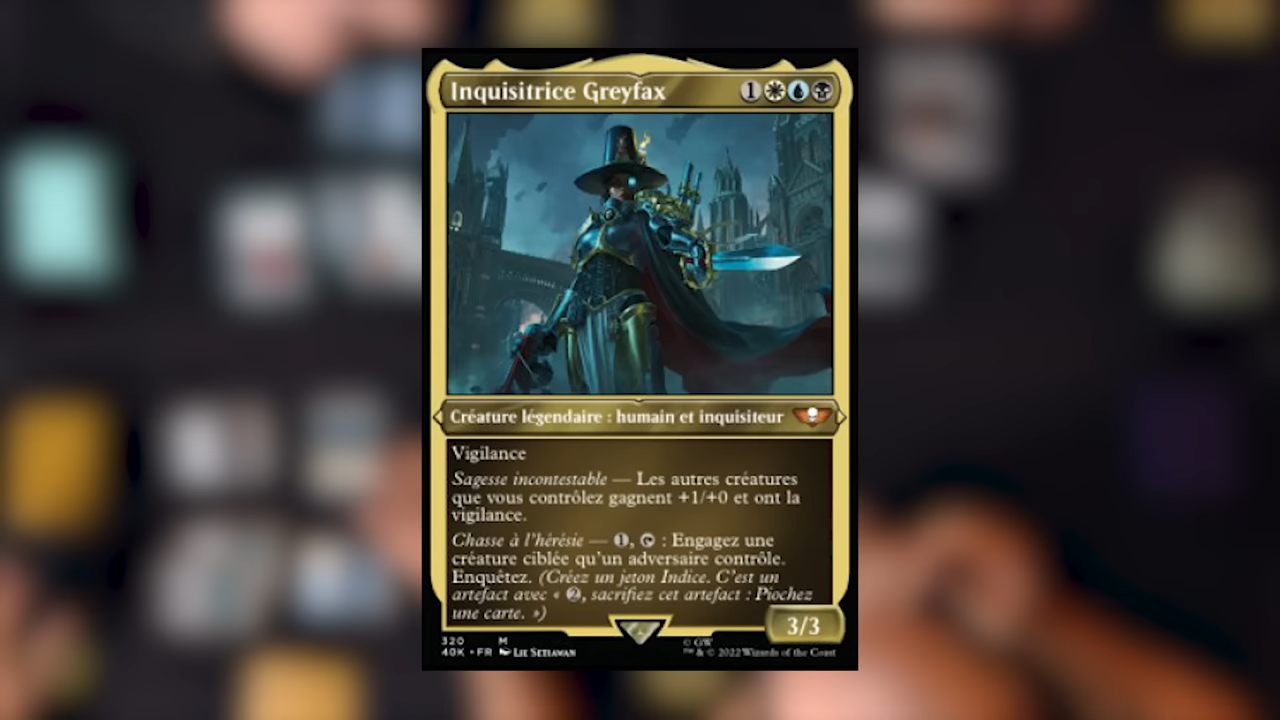 Inquisitrice Greyfax 1
Créature légendaire : humain et inquisiteur
Vigilance
Sagesse incontestable — Les autres créatures
que vous contrôlez gagnent +1/+0 et ont la
vigilance.
Chasse à l'hérésie — 1, : Engagez une
créature ciblée qu'un adversaire contrôle.
Enquêtez. (Créez un jeton Indice. C'est un
artefact avec « 2, sacrifiez cet artefact : Piochez
une carte. »)
3/3
320 M
40K • FR Lie Setiawan
© GW
™ & © 2022 Wizards of the Coast